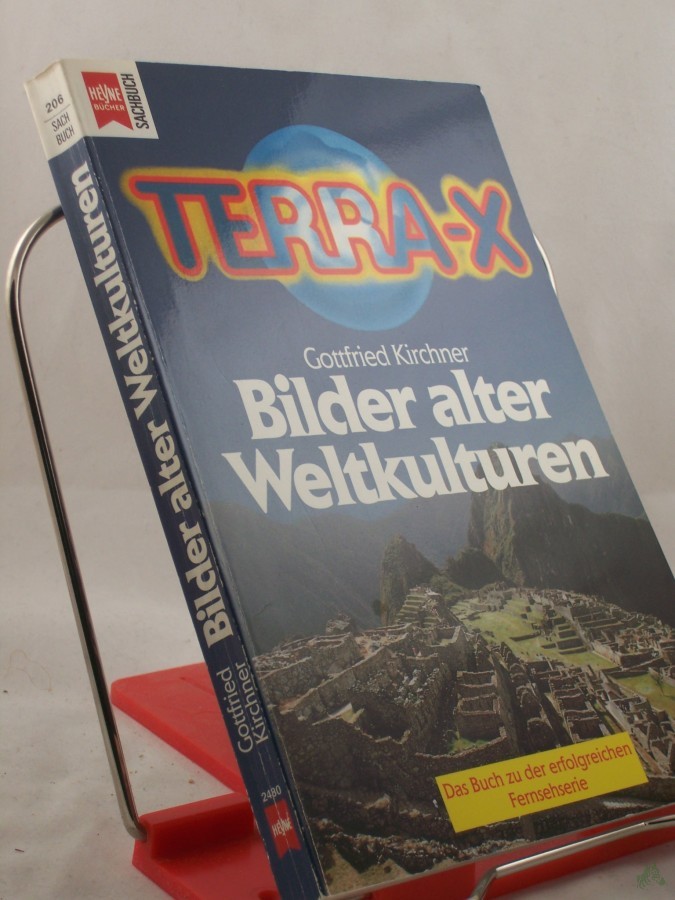 206
SACH
BUCH
Bilder alter Weltkulturen
Gottfried
Kirchner
2480
HEYNE
HEYNE
BÜCHER
SACHBUCH
TERRA-X
Gottfried Kirchner
Bilder alter
Weltkulturen
Das Buch zu der erfolgreichen
Fernsehserie